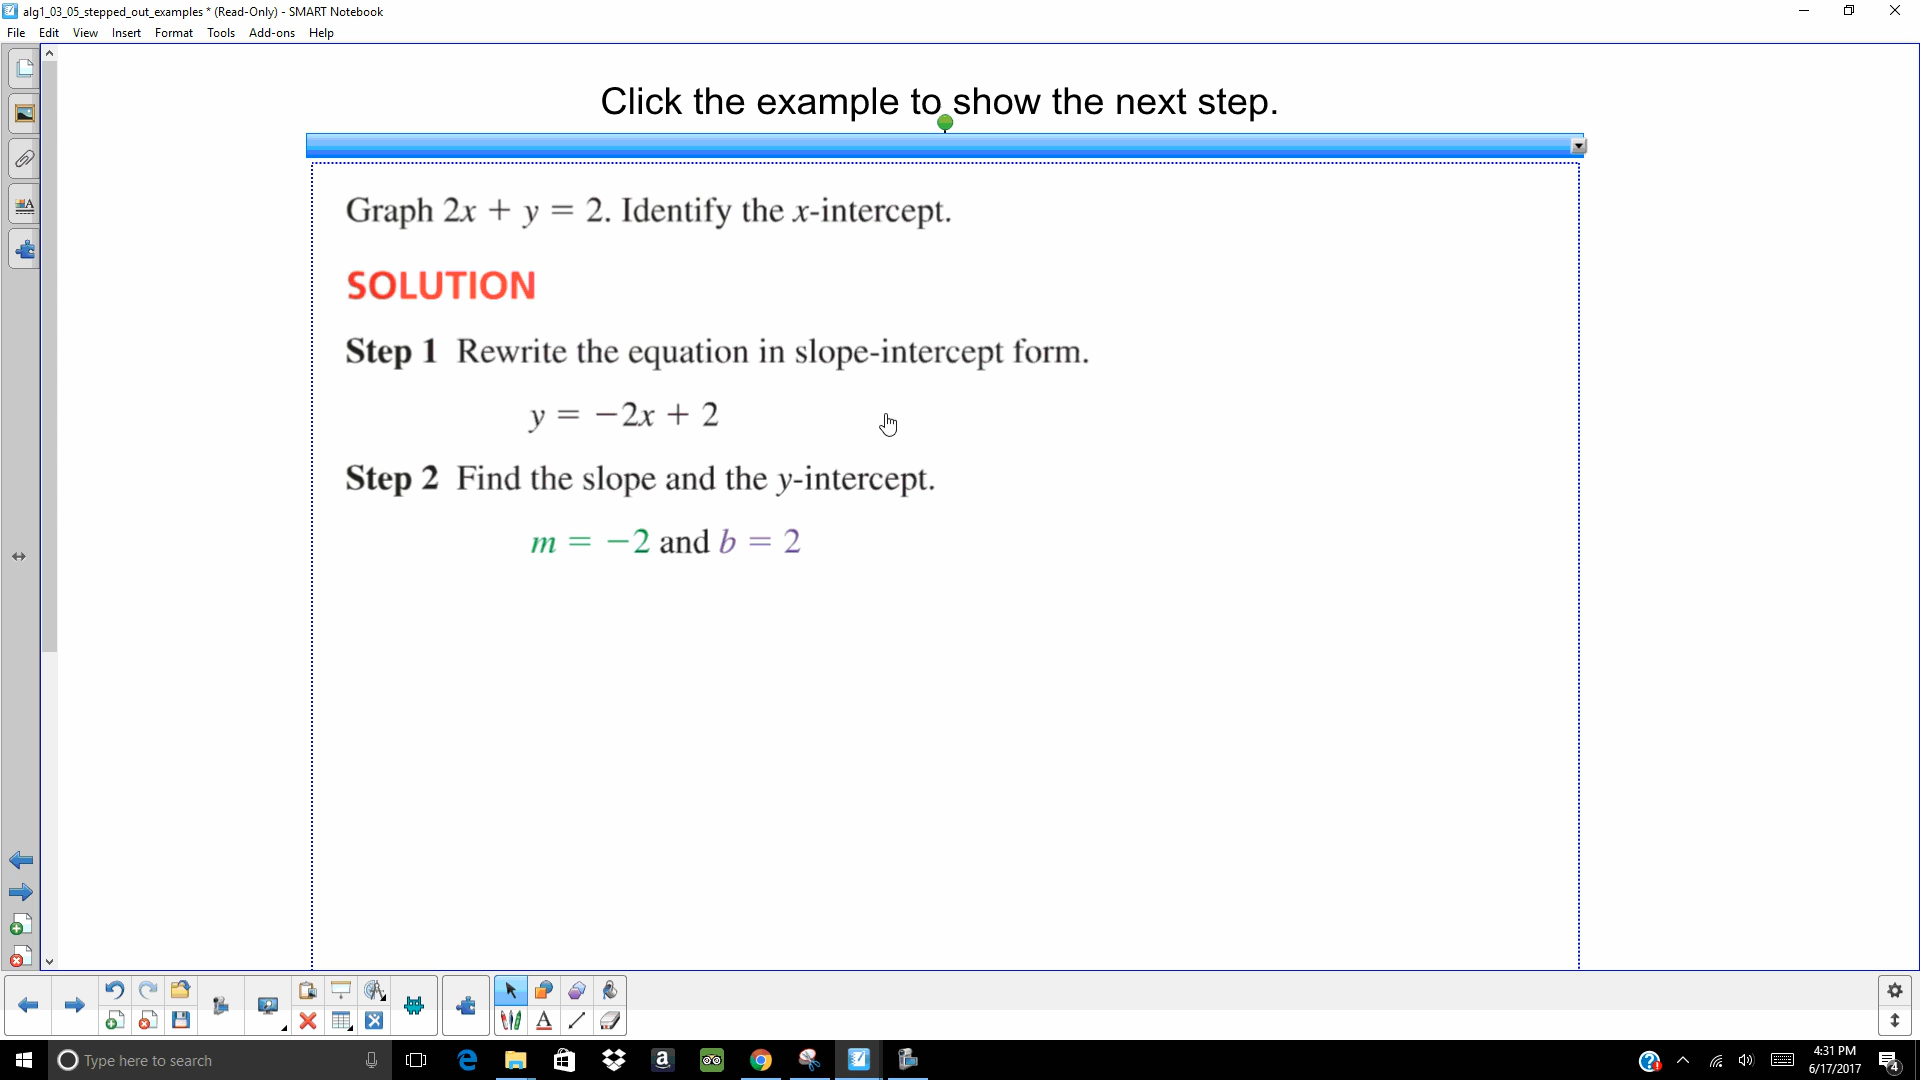 alg1_03_05_stepped_out_examples * (Read-Only) - SMART Notebook
File Edit View Insert Format Tools Add-ons Help
Click the example to show the next step.
Graph 2x + y = 2. Identify the x-intercept.
SOLUTION
Step 1 Rewrite the equation in slope-intercept form.
y = −2x + 2
Step 2 Find the slope and the y-intercept.
m = −2 and b = 2
Type here to search
4:31 PM
6/17/2017
4